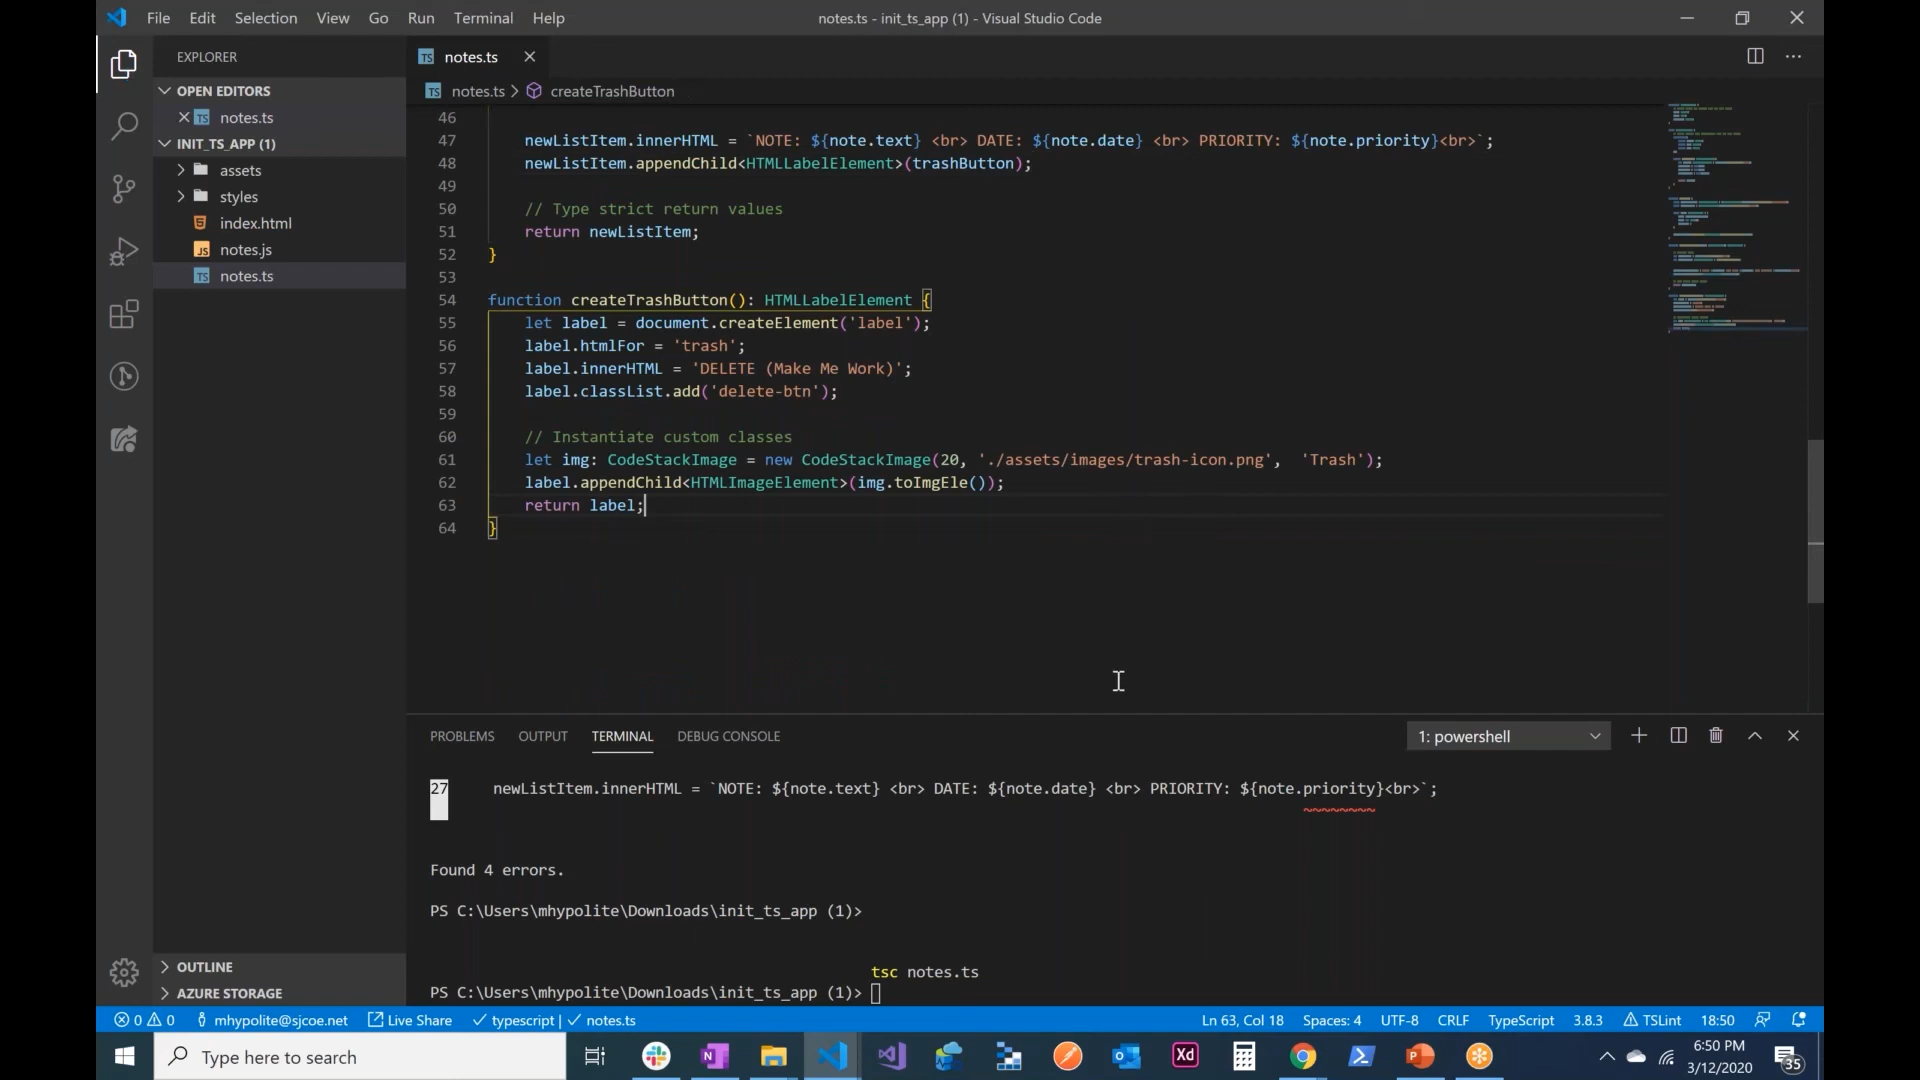 File Edit Selection View Go Run Terminal Help
notes.ts - init_ts_app (1) - Visual Studio Code
EXPLORER
OPEN EDITORS
TS notes.ts
INIT_TS_APP (1)
assets
styles
index.html
JS notes.js
TS notes.ts
OUTLINE
AZURE STORAGE
TS notes.ts
TS notes.ts > createTrashButton
46
47 newListItem.innerHTML = `NOTE: ${note.text} <br> DATE: ${note.date} <br> PRIORITY: ${note.priority}<br>`;
48 newListItem.appendChild<HTMLLabelElement>(trashButton);
49
50 // Type strict return values
51 return newListItem;
52 }
53
54 function createTrashButton(): HTMLLabelElement {
55 let label = document.createElement('label');
56 label.htmlFor = 'trash';
57 label.innerHTML = 'DELETE (Make Me Work)';
58 label.classList.add('delete-btn');
59
60 // Instantiate custom classes
61 let img: CodeStackImage = new CodeStackImage(20, './assets/images/trash-icon.png', 'Trash');
62 label.appendChild<HTMLImageElement>(img.toImgEle());
63 return label;
64 }
PROBLEMS OUTPUT TERMINAL DEBUG CONSOLE
1: powershell
27 newListItem.innerHTML = `NOTE: ${note.text} <br> DATE: ${note.date} <br> PRIORITY: ${note.priority}<br>`;
~~~~~~~~
Found 4 errors.
PS C:\Users\mhypolite\Downloads\init_ts_app (1)>
tsc notes.ts
PS C:\Users\mhypolite\Downloads\init_ts_app (1)>
0 0 mhypolite@sjcoe.net Live Share typescript | notes.ts
Ln 63, Col 18 Spaces: 4 UTF-8 CRLF TypeScript 3.8.3 TSLint 18:50
Type here to search
N
Xd
P
6:50 PM
3/12/2020
35